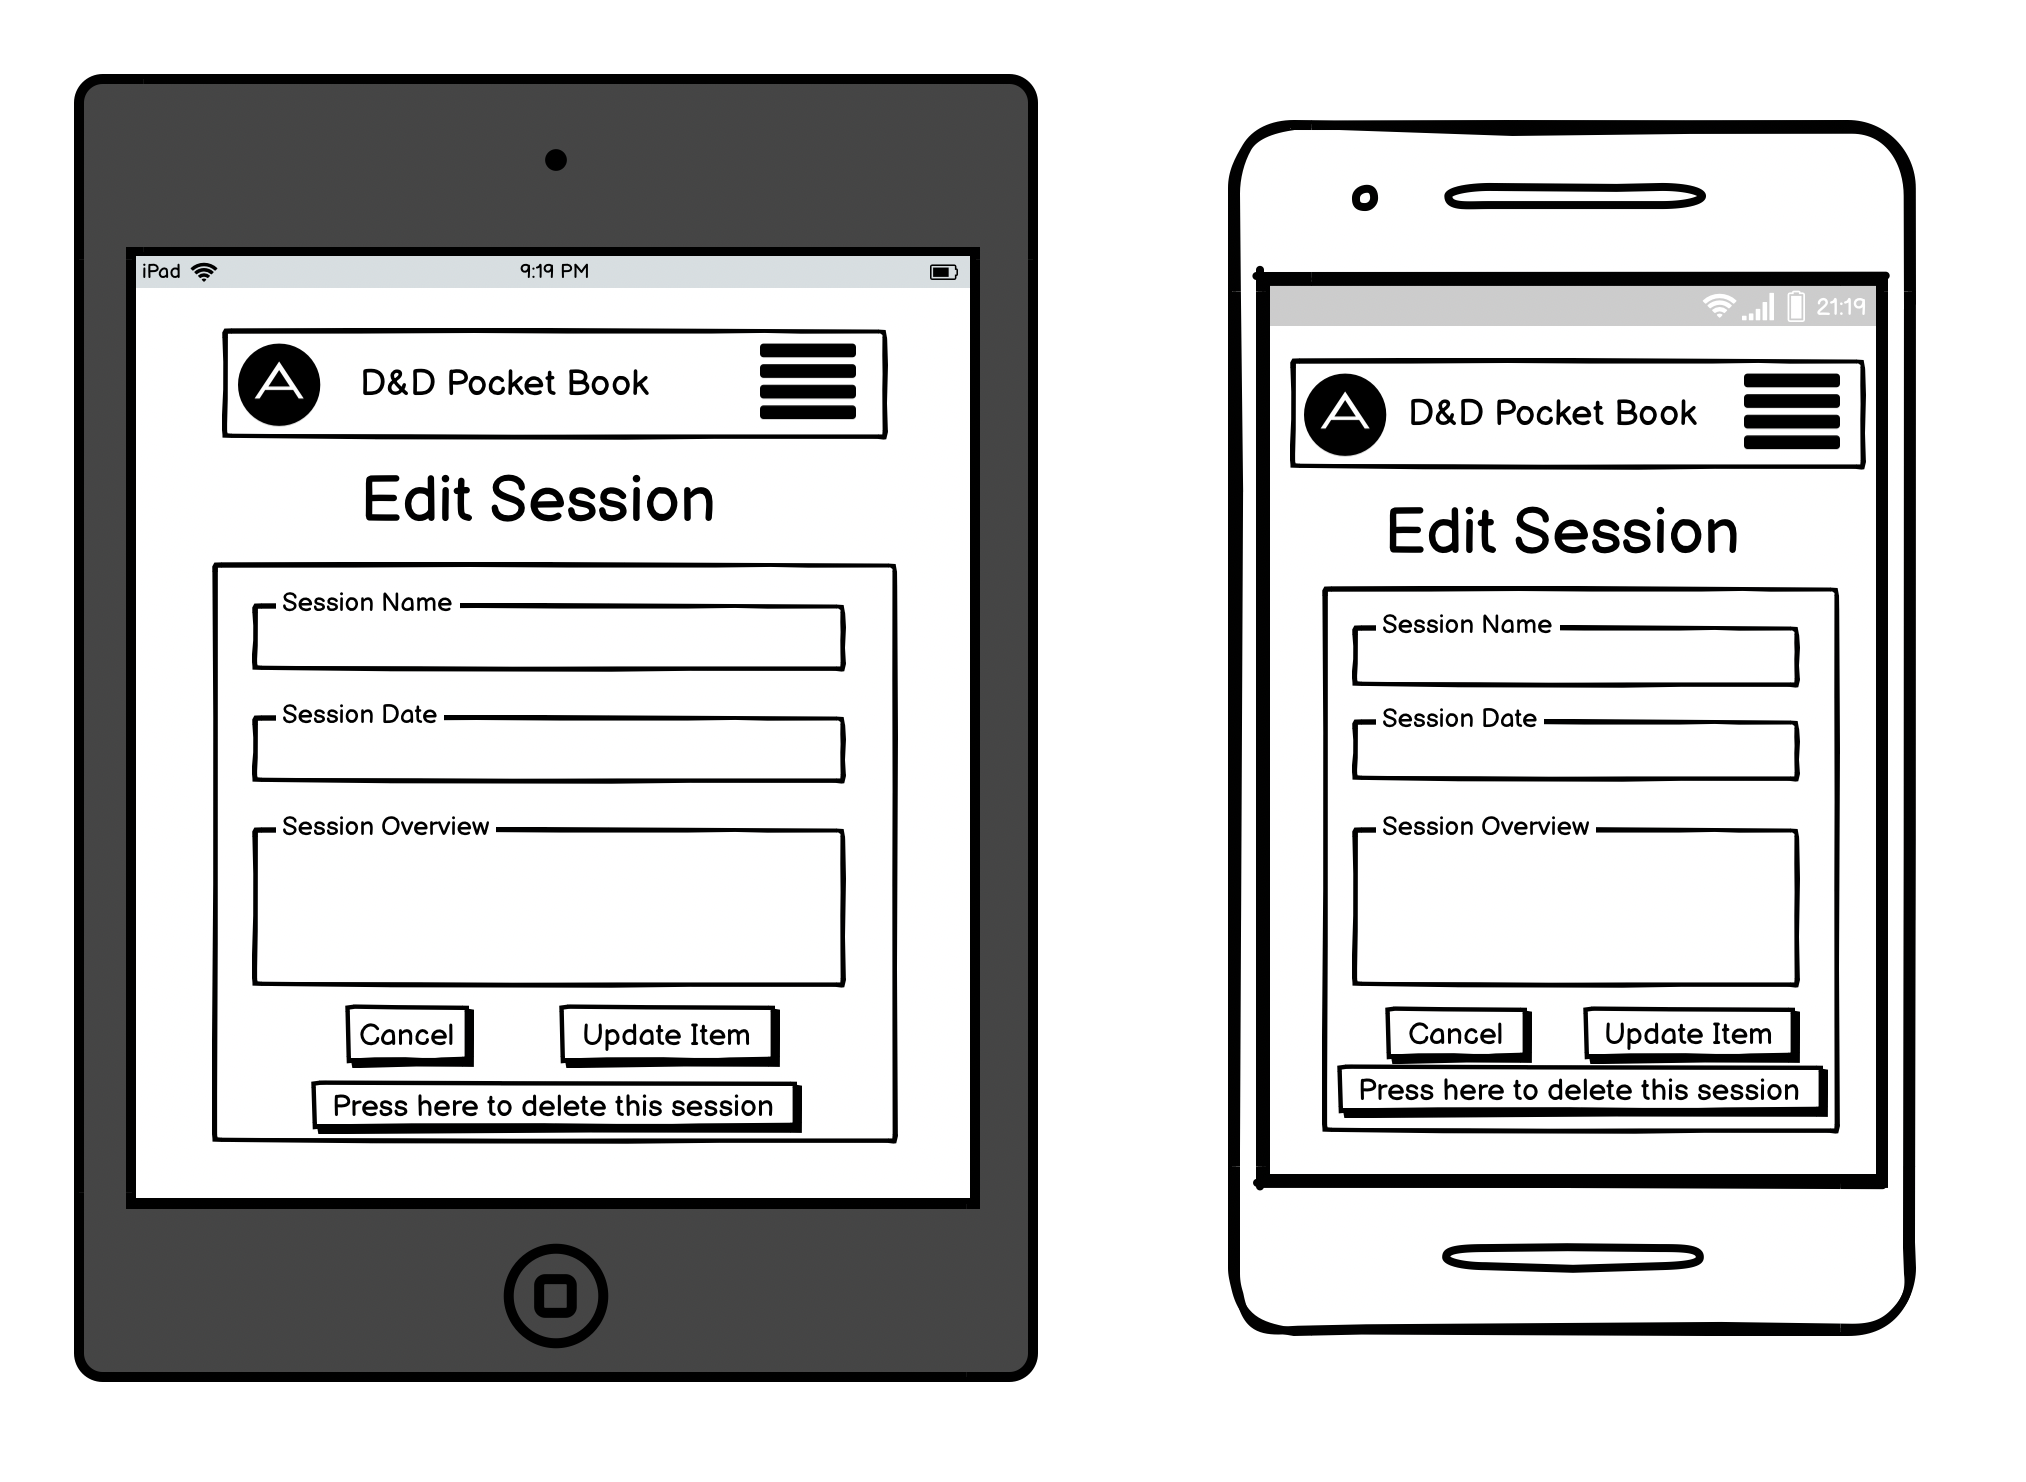 iPad 9:19 PM
A D&D Pocket Book
Edit Session
Session Name
Session Date
Session Overview
Cancel Update Item
Press here to delete this session
21:19
A D&D Pocket Book
Edit Session
Session Name
Session Date
Session Overview
Cancel Update Item
Press here to delete this session